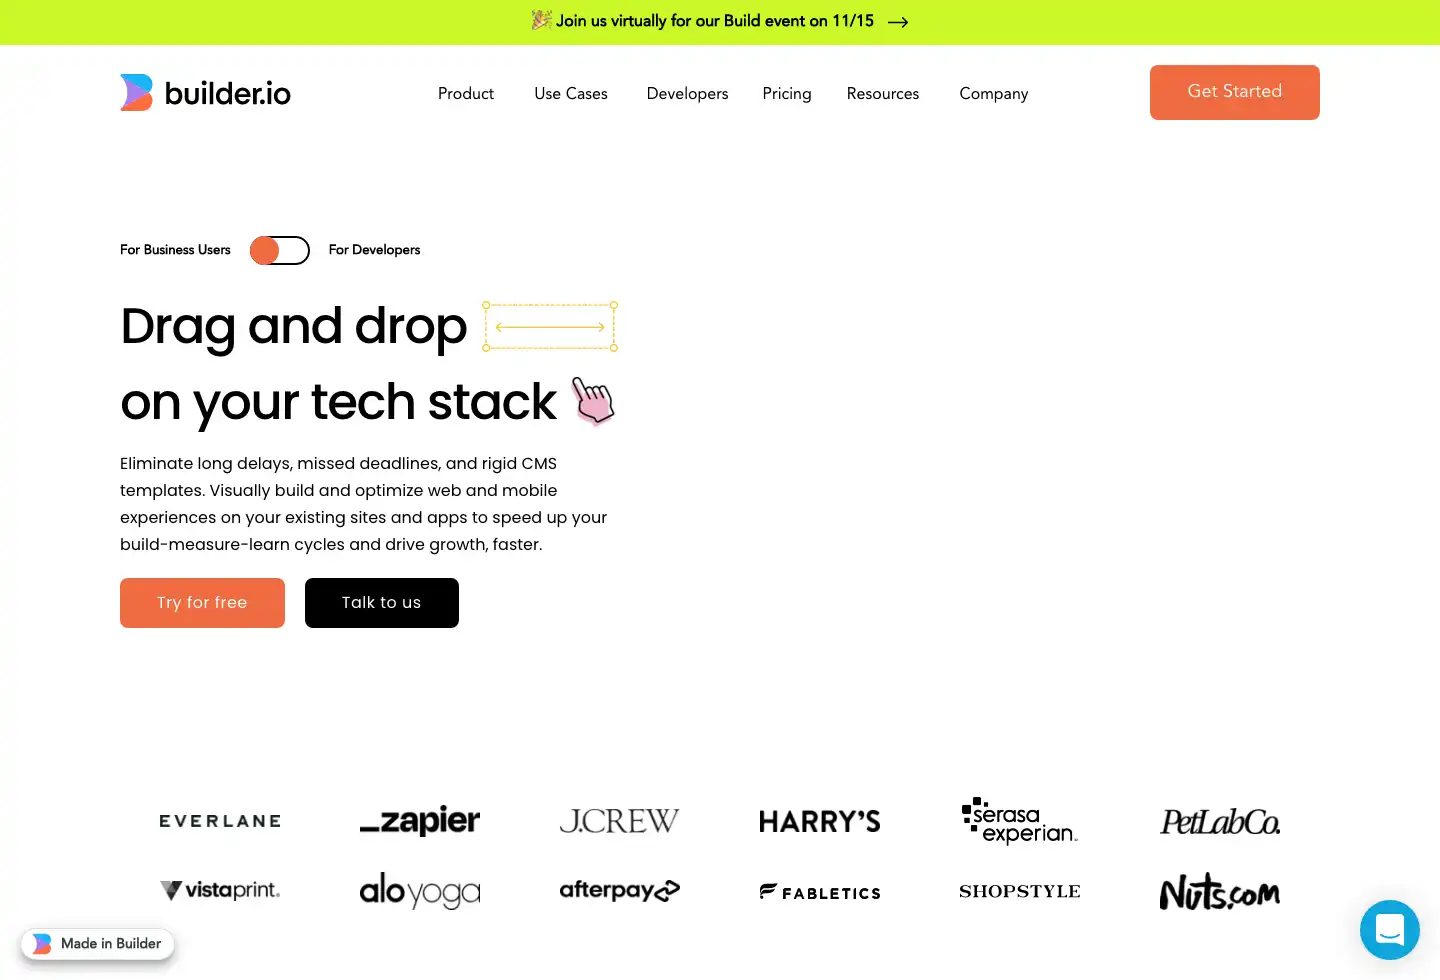 🎉 Join us virtually for our Build event on 11/15 →
builder.io
Product Use Cases Developers Pricing Resources Company
Get Started
For Business Users For Developers
Drag and drop
on your tech stack
Eliminate long delays, missed deadlines, and rigid CMS
templates. Visually build and optimize web and mobile
experiences on your existing sites and apps to speed up your
build-measure-learn cycles and drive growth, faster.
Try for free Talk to us
EVERLANE zapier J.CREW HARRY'S serasa experian PetLabCo.
vistaprint. alo yoga afterpay FABLETICS SHOPSTYLE Nuts.com
Made in Builder